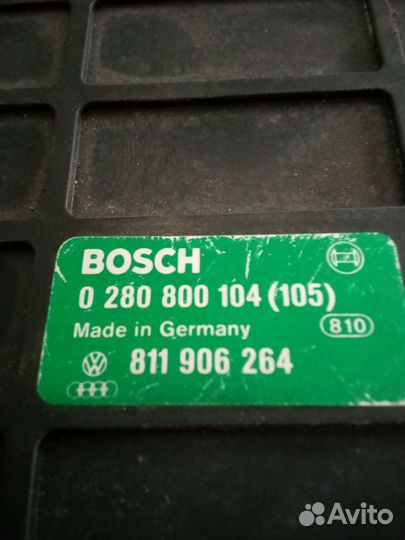 BOSCH
0 280 800 104 (105)
Made in Germany 810
811 906 264
Avito